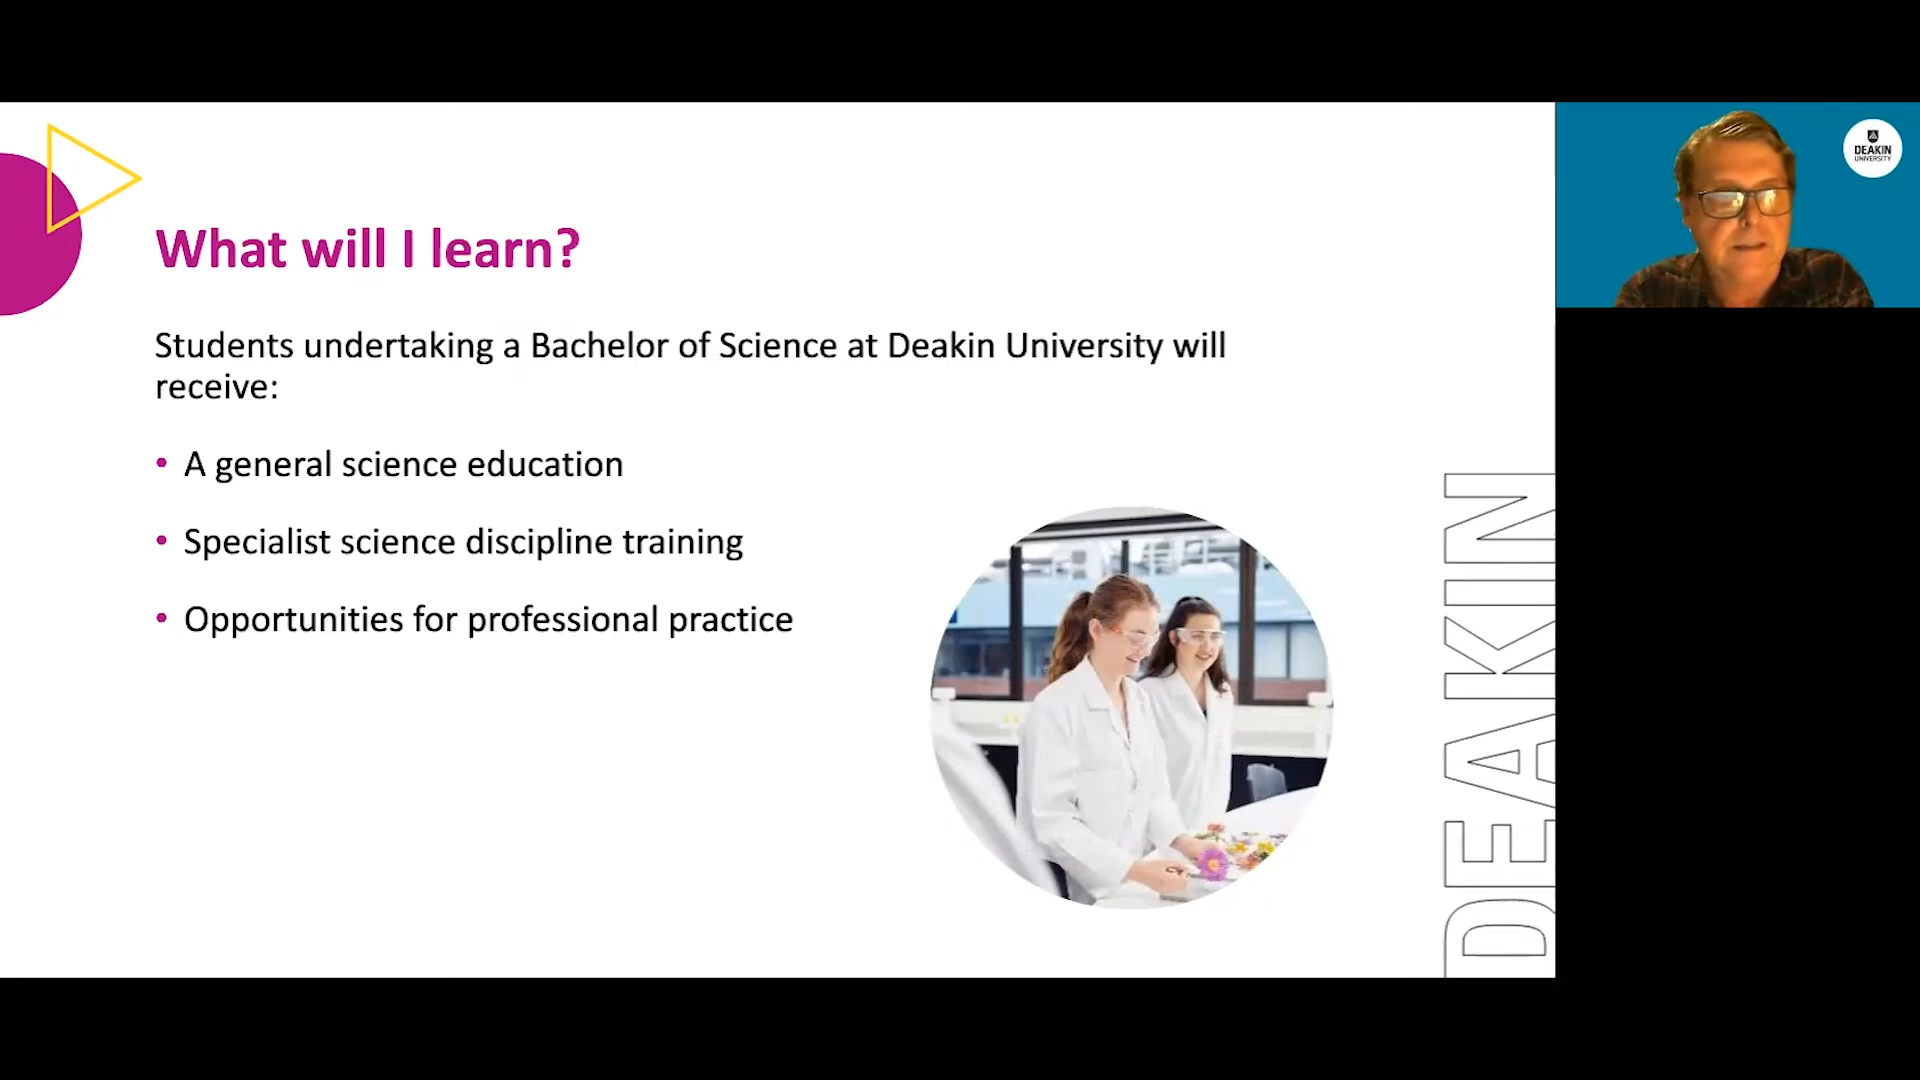 What will I learn?
Students undertaking a Bachelor of Science at Deakin University will
receive:
• A general science education
• Specialist science discipline training
• Opportunities for professional practice
DEAKIN
DEAKIN
UNIVERSITY